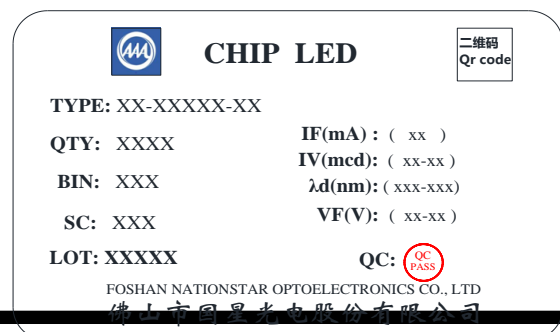 CHIP LED
二维码
Qr code
TYPE: XX-XXXXX-XX
QTY: XXXX
IF(mA) : ( xx )
IV(mcd): ( xx-xx )
BIN: XXX
λd(nm): ( xxx-xxx)
SC: XXX
VF(V): ( xx-xx )
LOT: XXXXX
QC: QC
PASS
FOSHAN NATIONSTAR OPTOELECTRONICS CO., LTD
佛山市国星光电股份有限公司